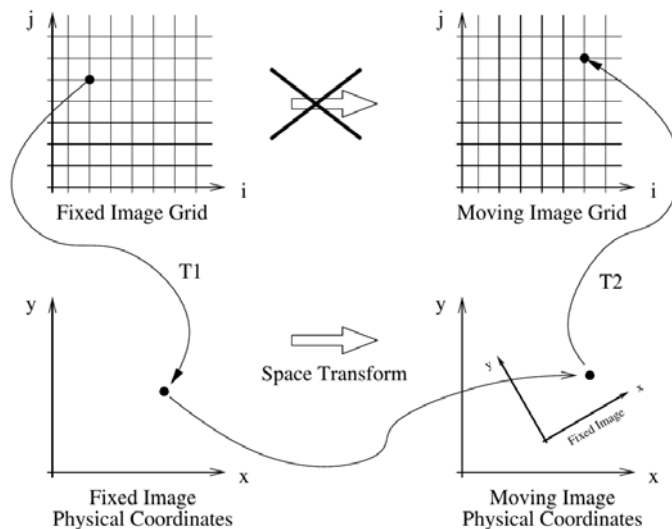 j
i
Fixed Image Grid
j
i
Moving Image Grid
T1
T2
Space Transform
y
x
Fixed Image
Physical Coordinates
y
y
x
Fixed Image
x
Moving Image
Physical Coordinates